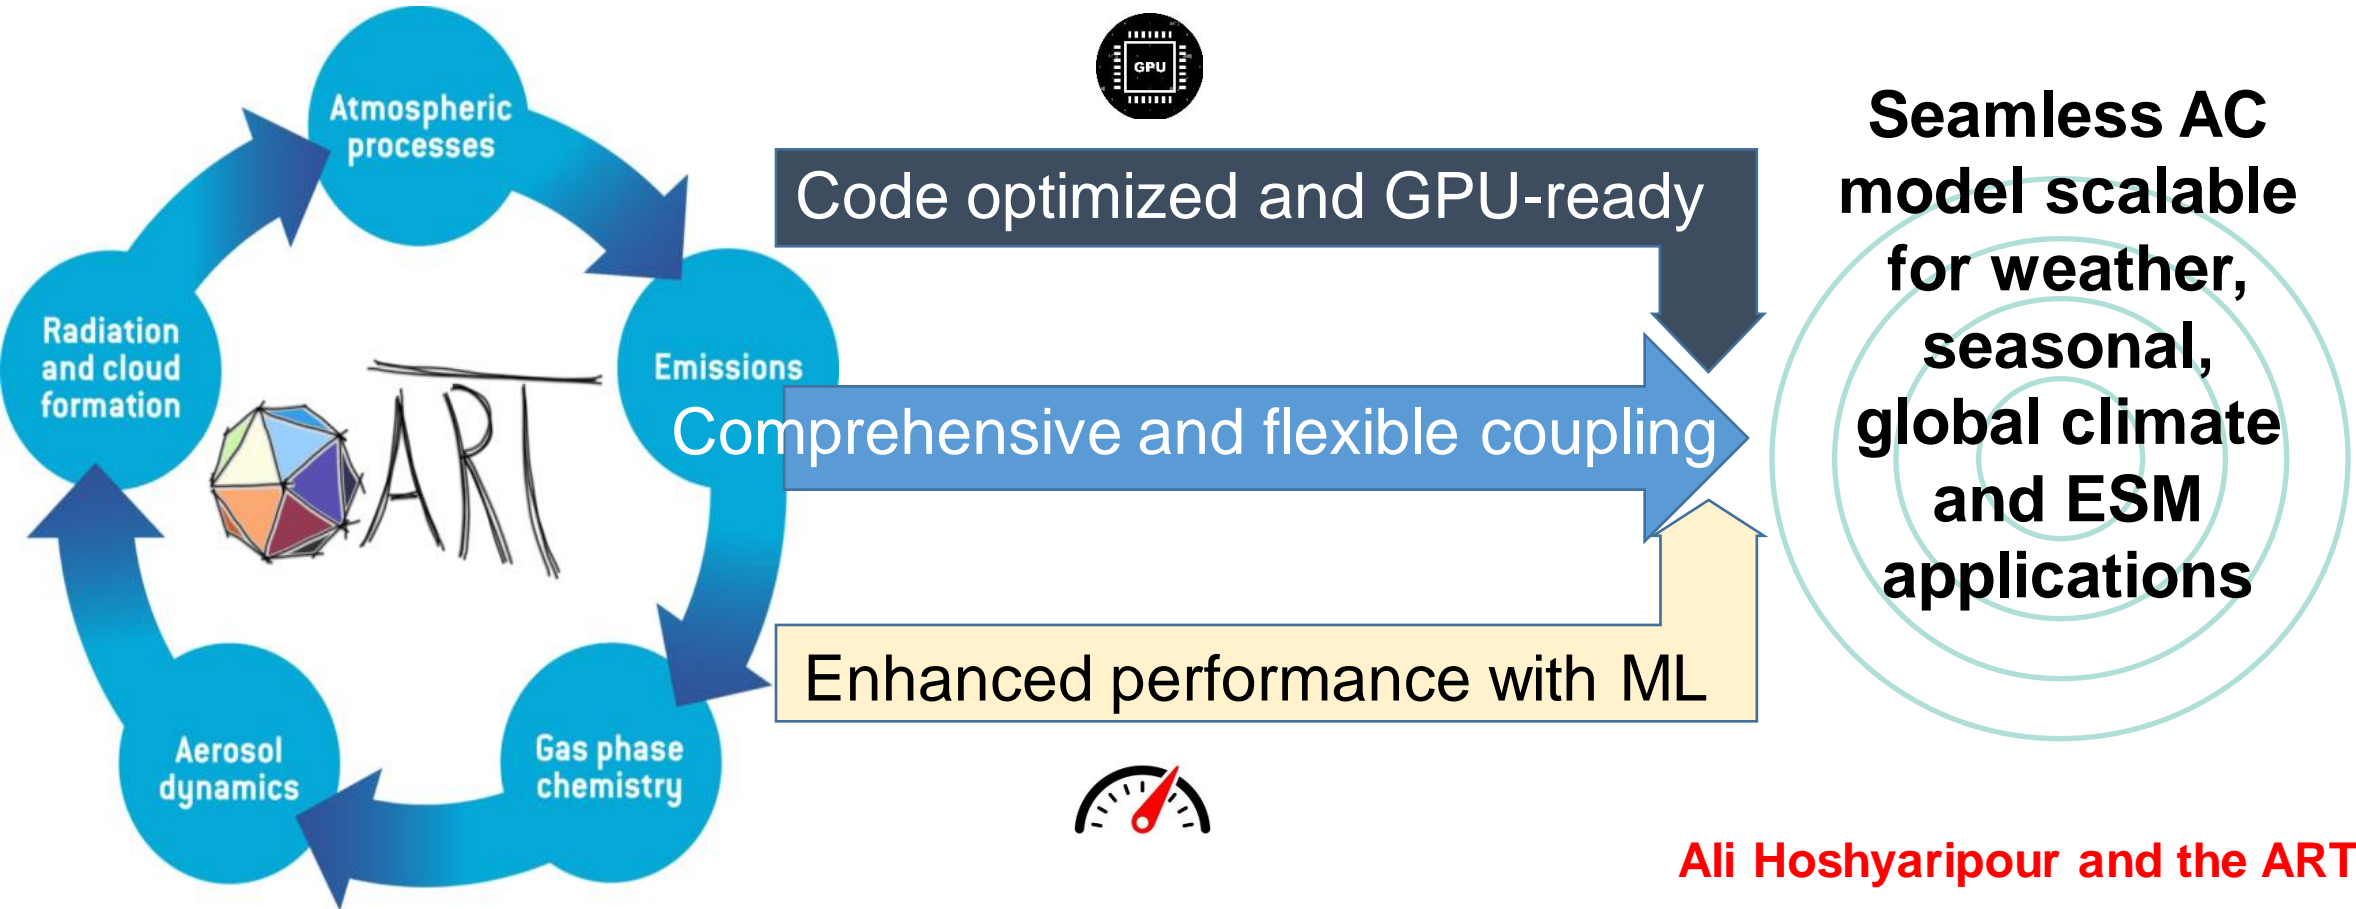 GPU
Atmospheric
processes
Radiation
and cloud
formation
ART
Emissions
Aerosol
dynamics
Gas phase
chemistry
Code optimized and GPU-ready
Comprehensive and flexible coupling
Enhanced performance with ML
Seamless AC
model scalable
for weather,
seasonal,
global climate
and ESM
applications
Ali Hoshyaripour and the ART